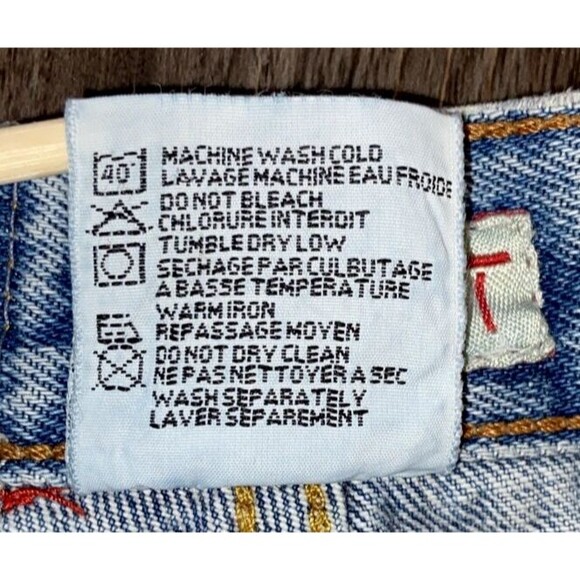 40°
MACHINE WASH COLD
LAVAGE MACHINE EAU FROIDE
DO NOT BLEACH
CHLORURE INTERDIT
TUMBLE DRY LOW
SECHAGE PAR CULBUTAGE
A BASSE TEMPERATURE
WARM IRON
REPASSAGE MOYEN
DO NOT DRY CLEAN
NE PAS NETTOYER A SEC
WASH SEPARATELY
LAVER SEPAREMENT